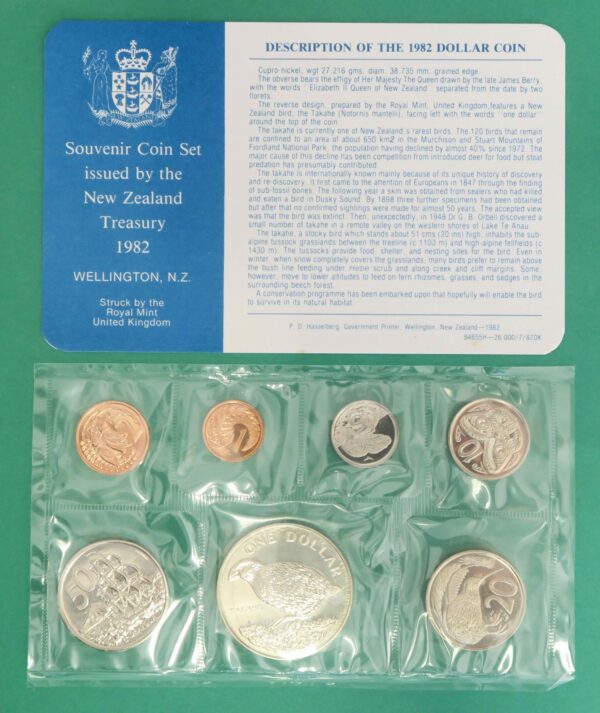 Souvenir Coin Set
issued by the
New Zealand
Treasury
1982
WELLINGTON, N.Z.
Struck by the
Royal Mint
United Kingdom
DESCRIPTION OF THE 1982 DOLLAR COIN
Cupro-nickel, wgt 27.216 gms, diam. 38.735 mm, grained edge.
The obverse bears the effigy of Her Majesty The Queen drawn by the late James Berry,
with the words ''Elizabeth II Queen of New Zealand'' separated from the date by two
florets.
The reverse design, prepared by the Royal Mint, United Kingdom, features a New
Zealand bird, the Takahe (Notornis mantelli), facing left with the words ''one dollar''
around the top of the coin.
The takahe is currently one of New Zealand's rarest birds. The 120 birds that remain
are confined to an area of about 650 km2 in the Murchison and Stuart Mountains of
Fiordland National Park, the population having declined by almost 40% since 1972. The
major cause of this decline has been competition from introduced deer for food but stoat
predation has presumably contributed.
The takahe is internationally known mainly because of its unique history of discovery
and re-discovery. It first came to the attention of Europeans in 1847 through the finding
of sub-fossil bones. The following year a skin was obtained from sealers who had killed
and eaten a bird in Dusky Sound. By 1898 three further specimens had been obtained
but after that no confirmed sightings were made for almost 50 years. The accepted view
was that the bird was extinct. Then, unexpectedly, in 1948 Dr G. B. Orbell discovered a
small number of takahe in a remote valley on the western shores of Lake Te Anau.
The takahe, a stocky bird which stands about 51 cms (20 ins) high, inhabits the sub-
alpine tussock grasslands between the treeline (c 1100 m) and high-alpine fellfields (c
1430 m). The tussocks provide food, shelter, and nesting sites for the bird. Even in
winter, when snow completely covers the grasslands, many birds prefer to remain above
the bush line feeding under Hebe scrub and along creek and cliff margins. Some,
however, move to lower altitudes to feed on fern rhizomes, grasses, and sedges in the
surrounding beech forest.
A conservation programme has been embarked upon that hopefully will enable the bird
to survive in its natural habitat.
P. D. Hasselberg, Government Printer, Wellington, New Zealand—1982
84655H—26 000/7/82DK
1
10
50
ONE DOLLAR
TAKAHE
20